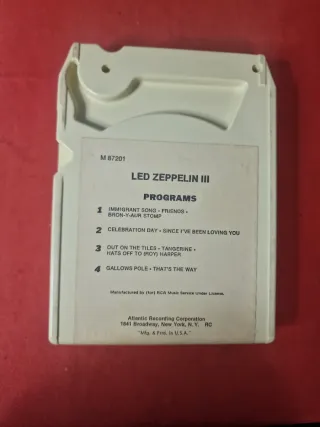 M 87201
LED ZEPPELIN III
PROGRAMS
1 IMMIGRANT SONG • FRIENDS •
BRON-Y-AUR STOMP
2 CELEBRATION DAY • SINCE I'VE BEEN LOVING YOU
3 OUT ON THE TILES • TANGERINE •
HATS OFF TO (ROY) HARPER
4 GALLOWS POLE • THAT'S THE WAY
Manufactured by RCA Music Service Under License.
Atlantic Recording Corporation
1841 Broadway, New York, N. Y. RC
"Mfg. & Ptd. in U.S.A."